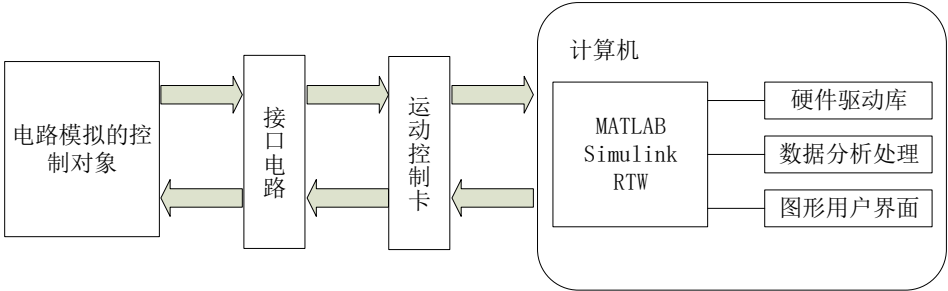 电路模拟的控
制对象
接口电路
运动控制卡
计算机
MATLAB
Simulink
RTW
硬件驱动库
数据分析处理
图形用户界面